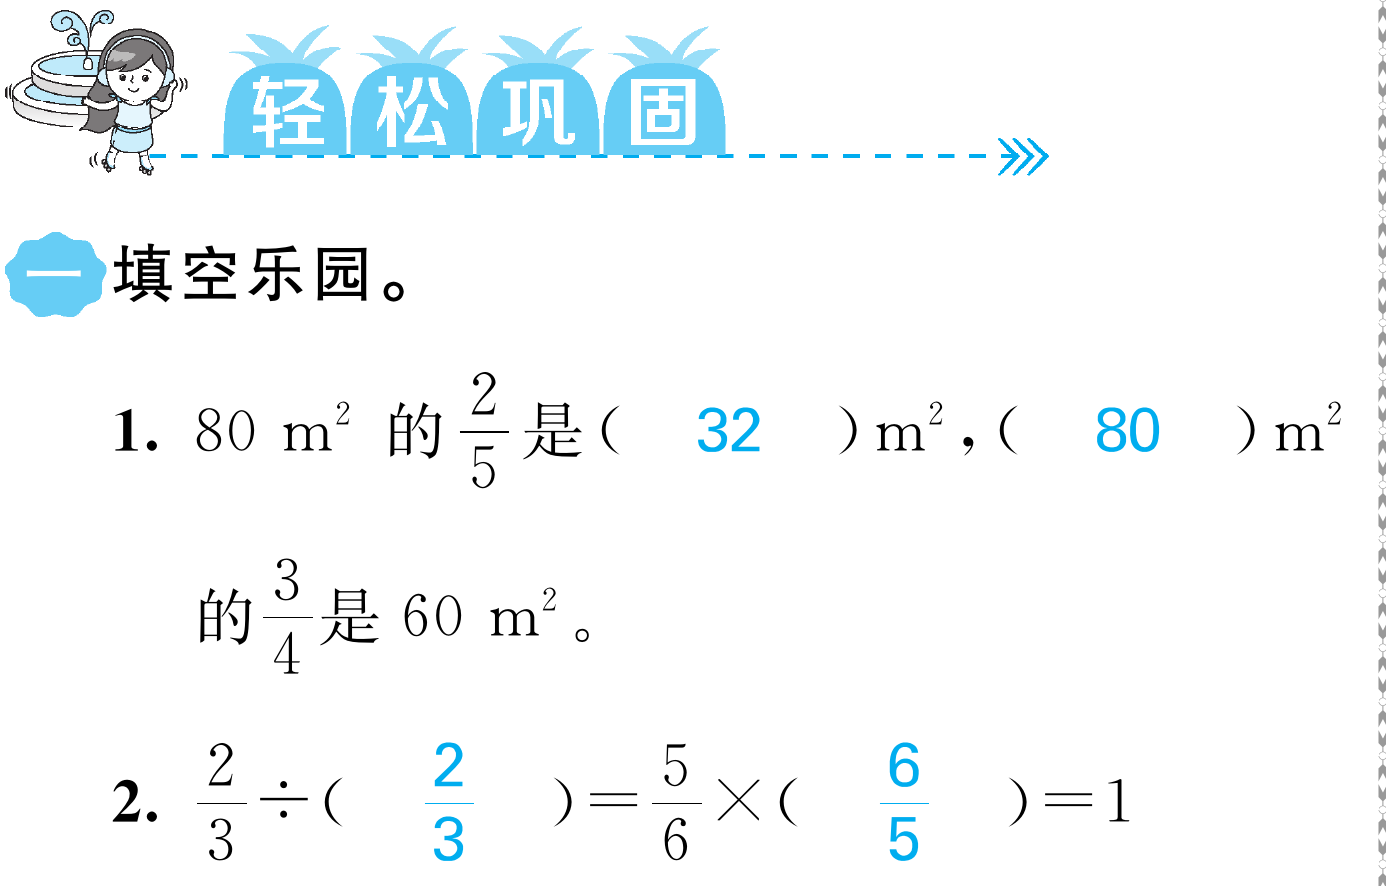 轻松巩固
一 填空乐园。
1. 80 m² 的 2/5 是( 32 )m²,( 80 )m²
的 3/4 是 60 m²。
2. 2/3 ÷( 2/3 )= 5/6 ×( 6/5 )=1